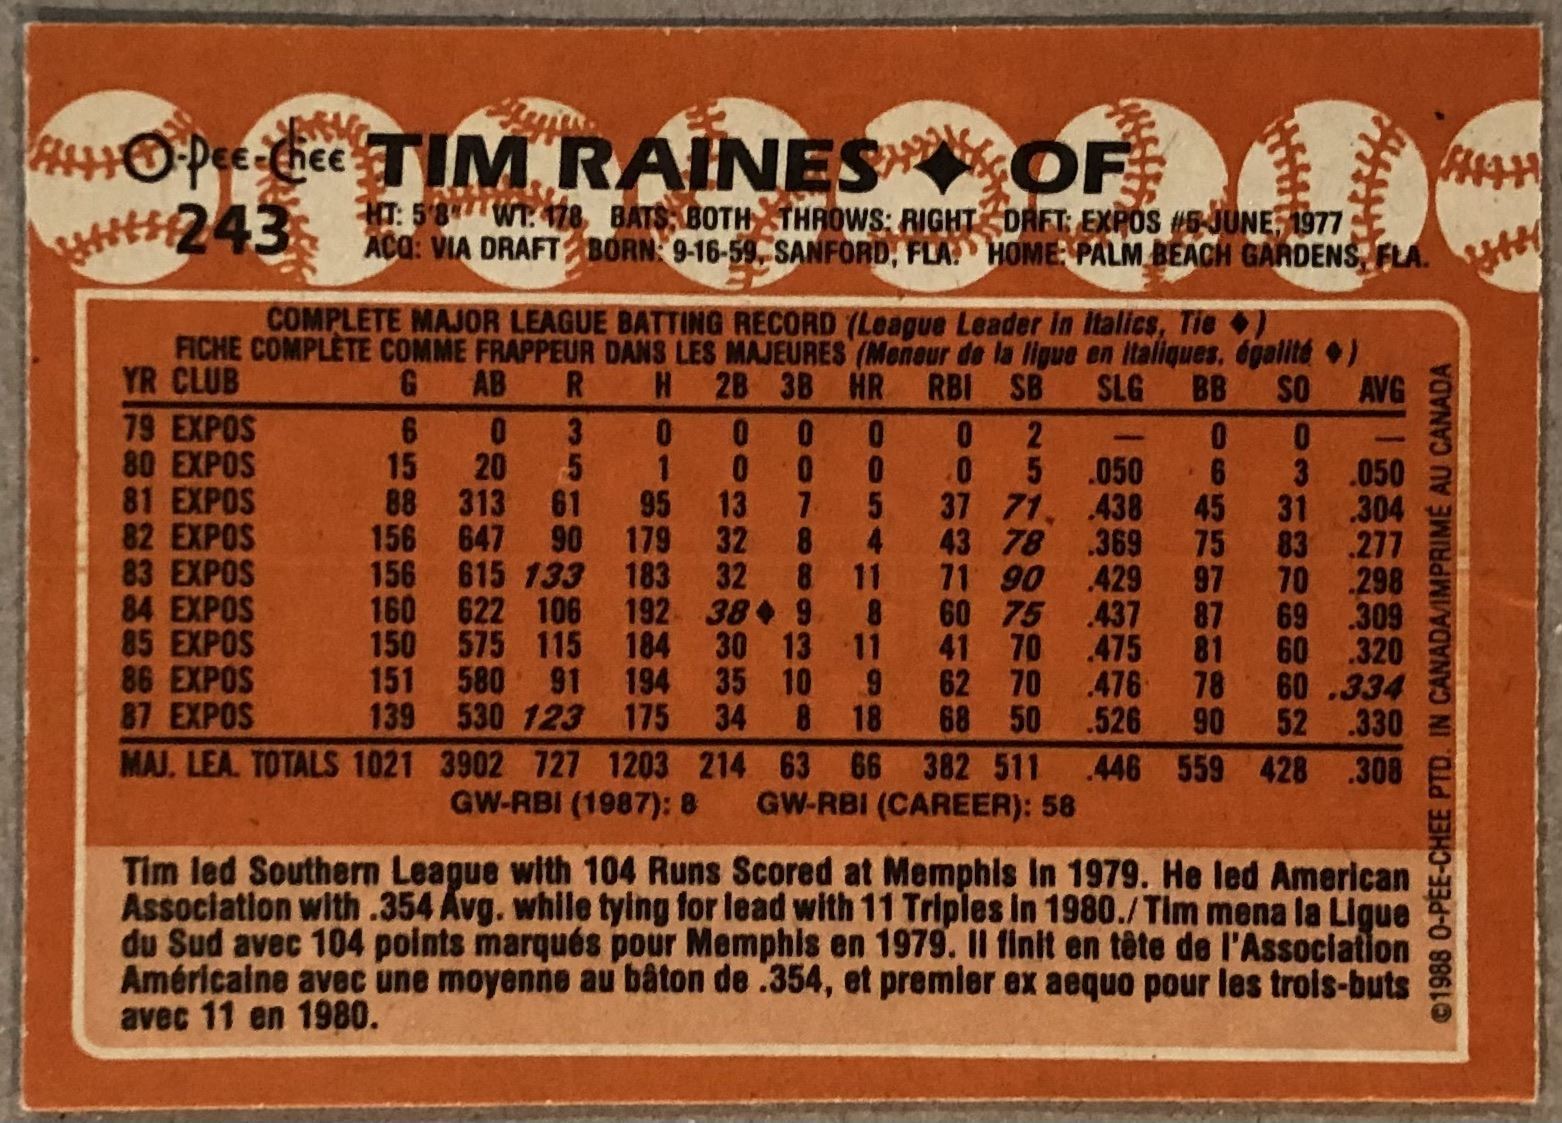 O-Pee-Chee TIM RAINES ♦ OF
243 HT: 5'8" WT: 178 BATS: BOTH THROWS: RIGHT DRFT: EXPOS #5-JUNE, 1977
ACQ: VIA DRAFT BORN: 9-16-59, SANFORD, FLA. HOME: PALM BEACH GARDENS, FLA.
COMPLETE MAJOR LEAGUE BATTING RECORD (League Leader in Italics, Tie ♦)
FICHE COMPLÈTE COMME FRAPPEUR DANS LES MAJEURES (Meneur de la ligue en italiques, égalité ♦)
YR CLUB G AB R H 2B 3B HR RBI SB SLG BB SO AVG
79 EXPOS 6 0 3 0 0 0 0 0 2 — 0 0 —
80 EXPOS 15 20 5 1 0 0 0 0 5 .050 6 3 .050
81 EXPOS 88 313 61 95 13 7 5 37 71 .438 45 31 .304
82 EXPOS 156 647 90 179 32 8 4 43 78 .369 75 83 .277
83 EXPOS 156 615 133 183 32 8 11 71 90 .429 97 70 .298
84 EXPOS 160 622 106 192 38♦ 9 8 60 75 .437 87 69 .309
85 EXPOS 150 575 115 184 30 13 11 41 70 .475 81 60 .320
86 EXPOS 151 580 91 194 35 10 9 62 70 .476 78 60 .334
87 EXPOS 139 530 123 175 34 8 18 68 50 .526 90 52 .330
MAJ. LEA. TOTALS 1021 3902 727 1203 214 63 66 382 511 .446 559 428 .308
GW-RBI (1987): 8 GW-RBI (CAREER): 58
Tim led Southern League with 104 Runs Scored at Memphis in 1979. He led American
Association with .354 Avg. while tying for lead with 11 Triples in 1980./Tim mena la Ligue
du Sud avec 104 points marqués pour Memphis en 1979. Il finit en tête de l'Association
Américaine avec une moyenne au bâton de .354, et premier ex aequo pour les trois-buts
avec 11 en 1980.
©1988 O-PEE-CHEE PTD. IN CANADA/IMPRIMÉ AU CANADA